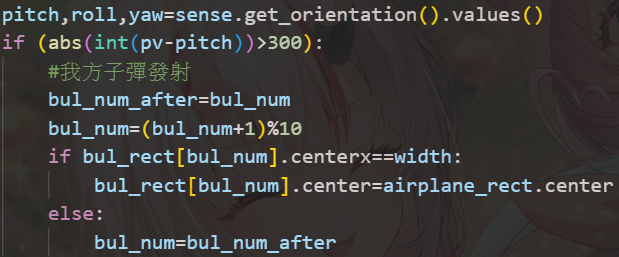 pitch,roll,yaw=sense.get_orientation().values()
if (abs(int(pv-pitch))>300):
    #我方子彈發射
    bul_num_after=bul_num
    bul_num=(bul_num+1)%10
    if bul_rect[bul_num].centerx==width:
        bul_rect[bul_num].center=airplane_rect.center
    else:
        bul_num=bul_num_after